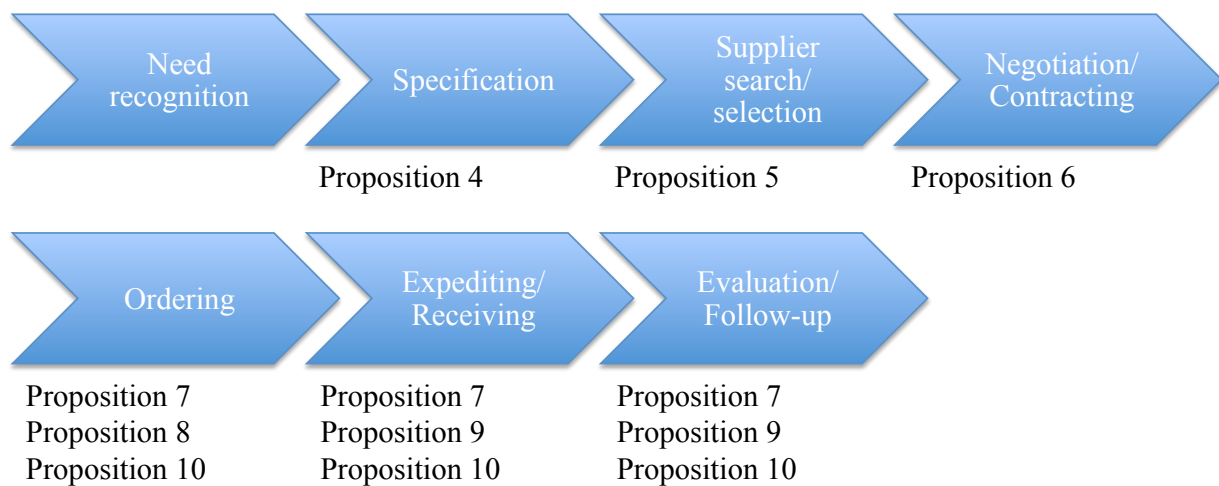 Need
recognition
Specification
Supplier
search/
selection
Negotiation/
Contracting
Proposition 4
Proposition 5
Proposition 6
Ordering
Expediting/
Receiving
Evaluation/
Follow-up
Proposition 7
Proposition 8
Proposition 10
Proposition 7
Proposition 9
Proposition 10
Proposition 7
Proposition 9
Proposition 10